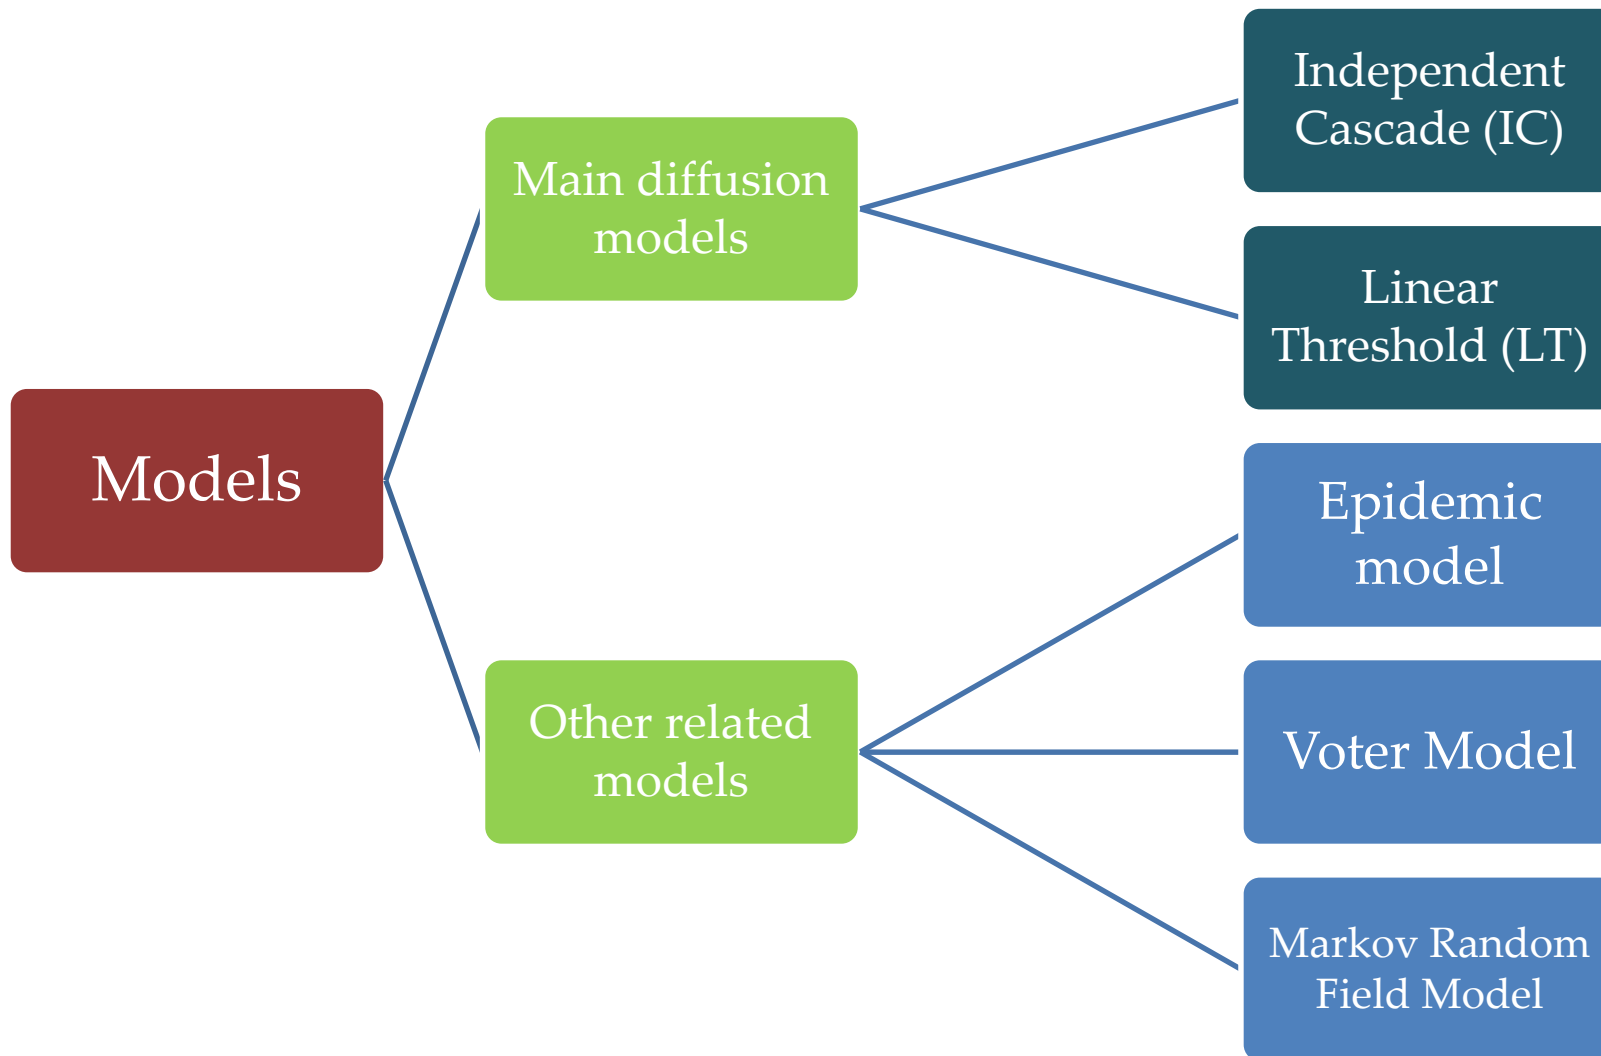 Models
Main diffusion
models
Independent
Cascade (IC)
Linear
Threshold (LT)
Other related
models
Epidemic
model
Voter Model
Markov Random
Field Model